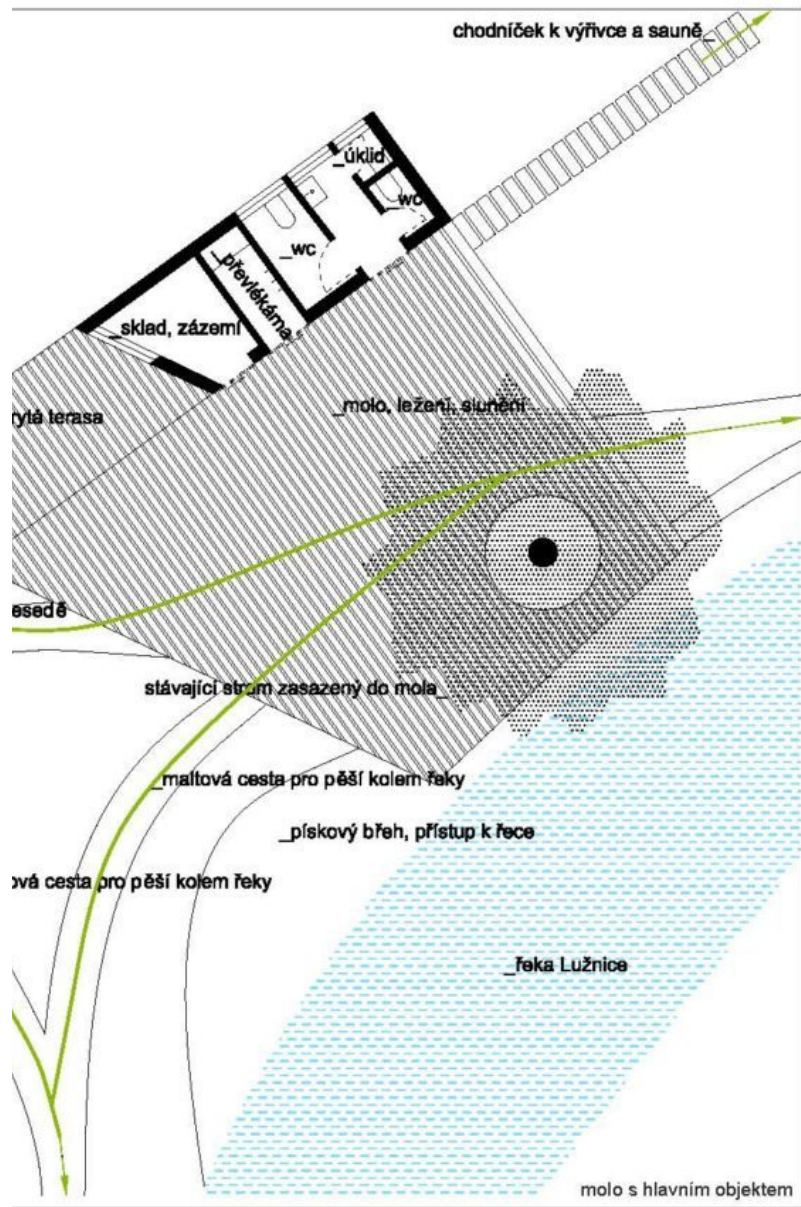 chodníček k výřivce a sauně_
_úklid
_wc
_wc
_převlékárna
_sklad, zázemí
_molo, ležení, slunění
rytá terasa
esedě
stávající strom zasazený do mola_
_maltová cesta pro pěší kolem řeky
_pískový břeh, přístup k řece
ová cesta pro pěší kolem řeky
_řeka Lužnice
molo s hlavním objektem